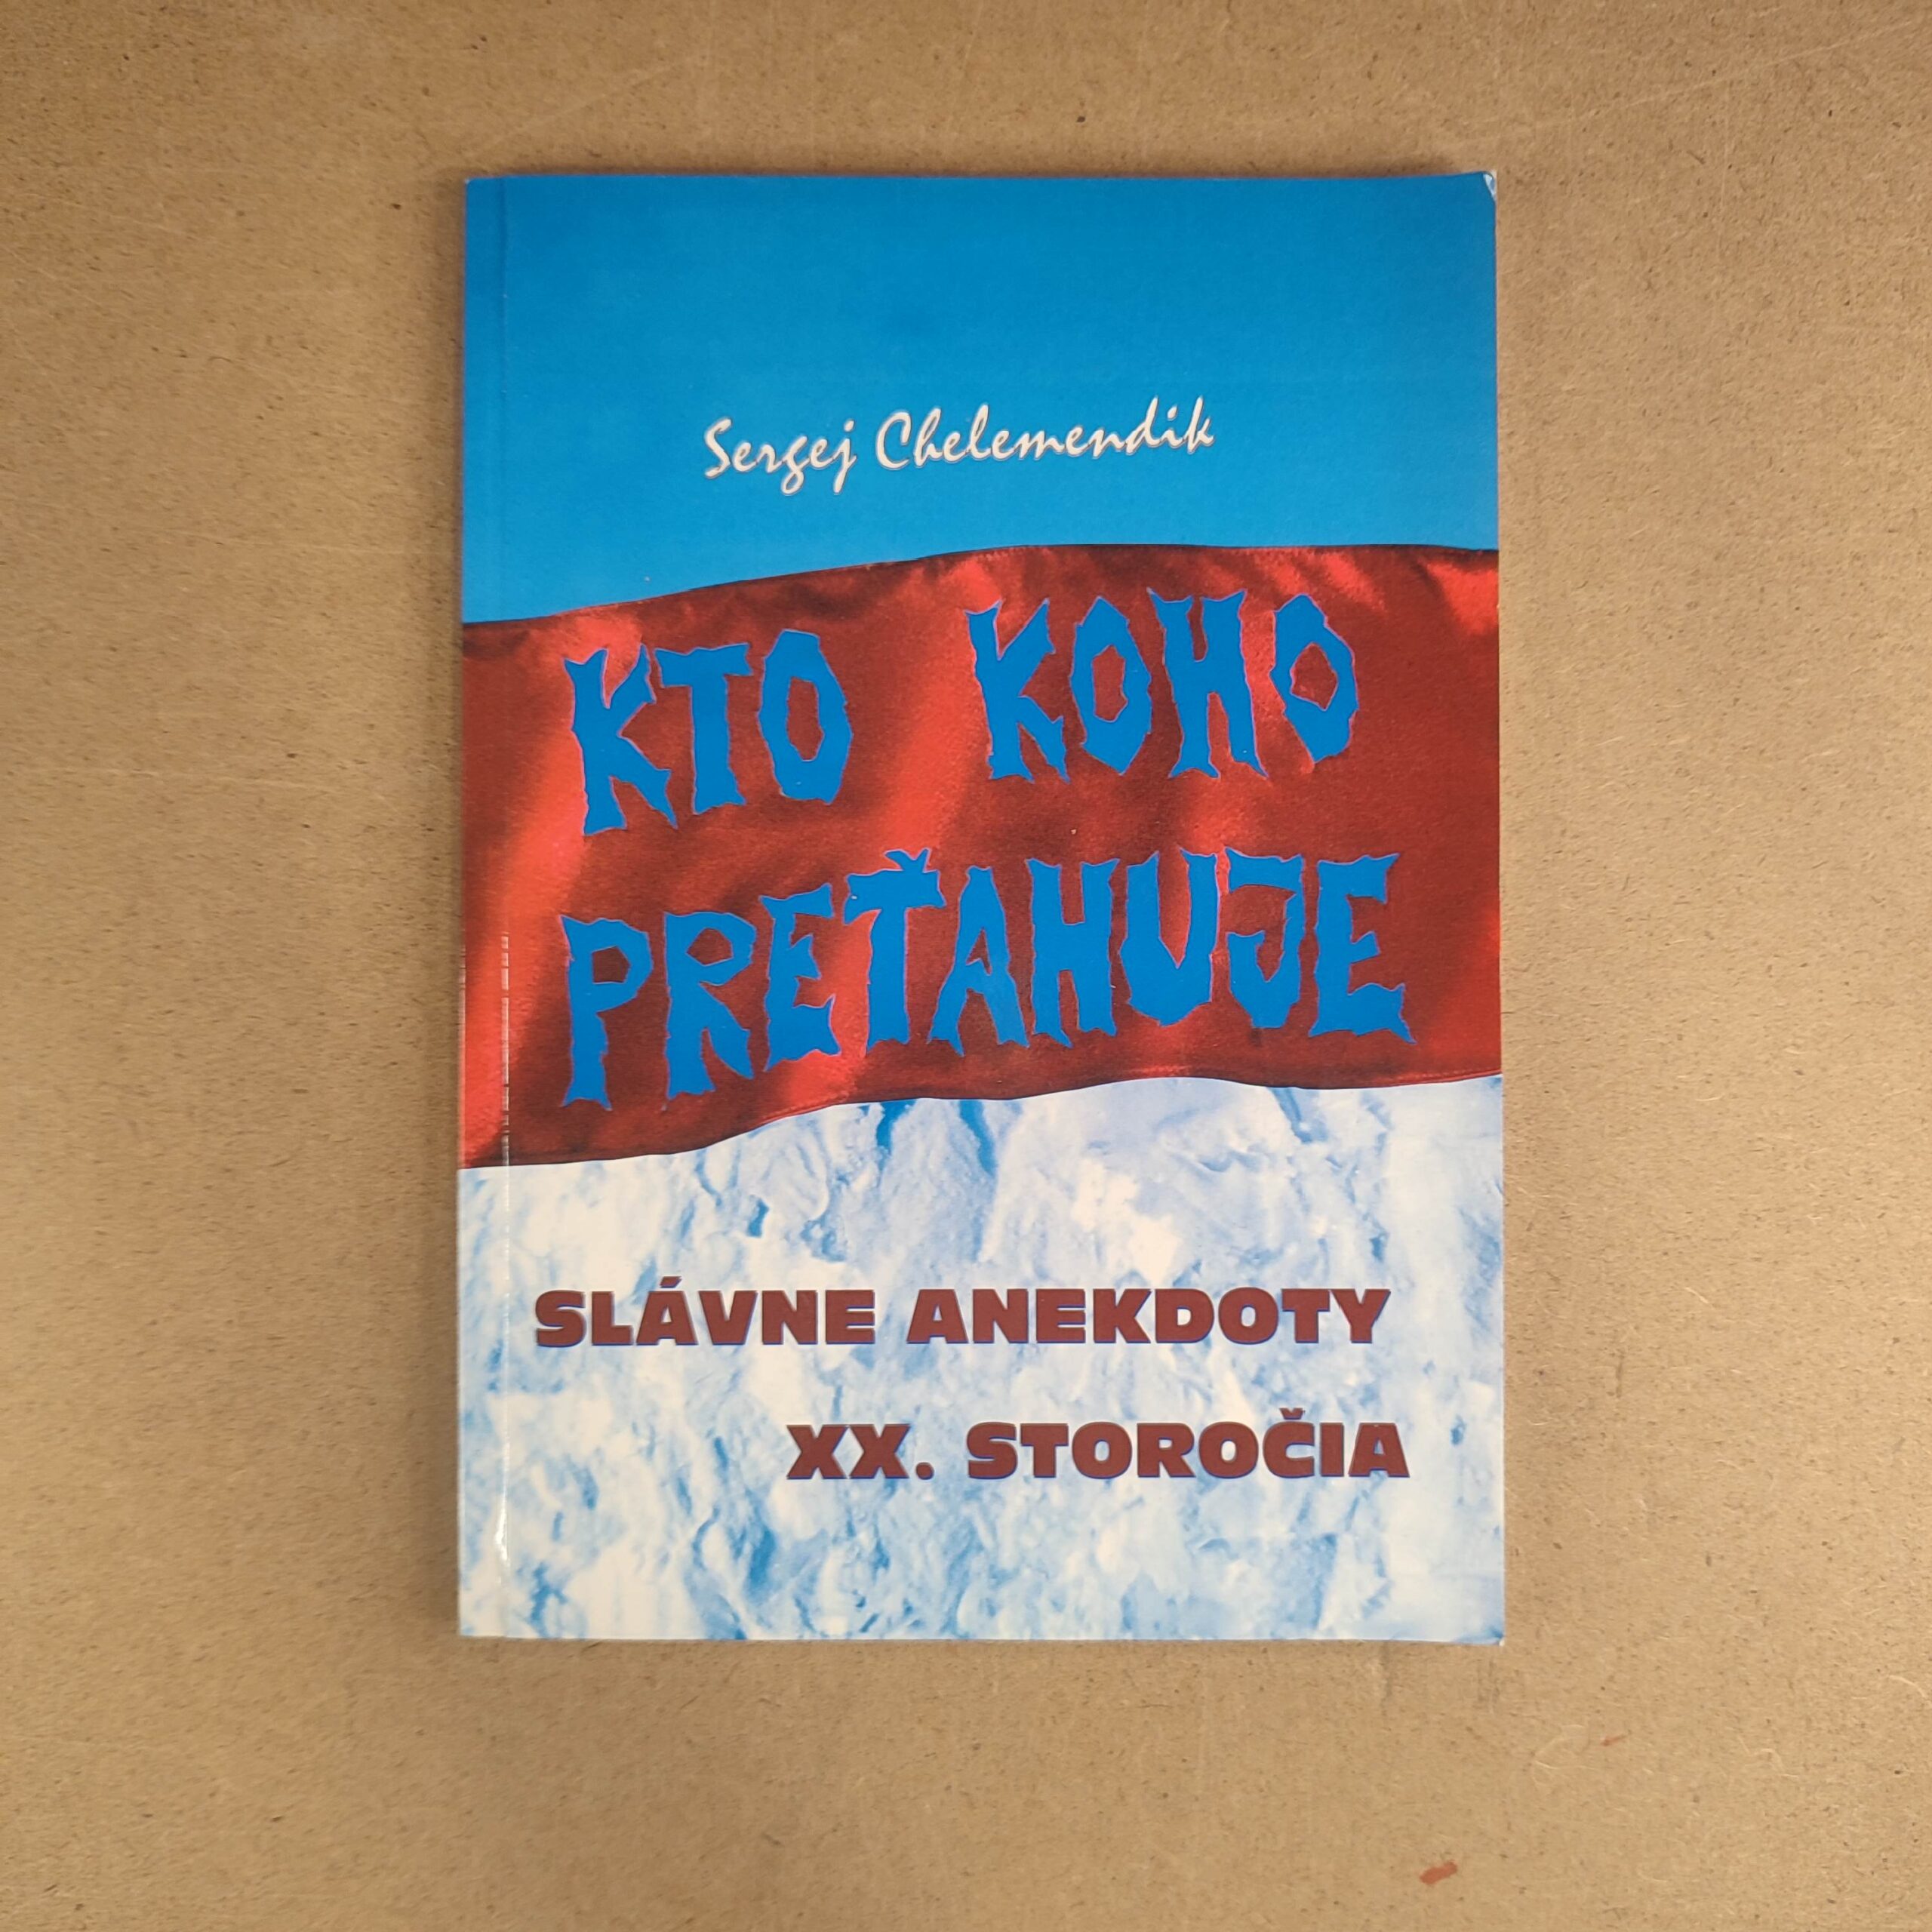 Sergej Chelemendik
KTO KOHO
PREŤAHUJE
SLÁVNE ANEKDOTY
XX. STOROČIA